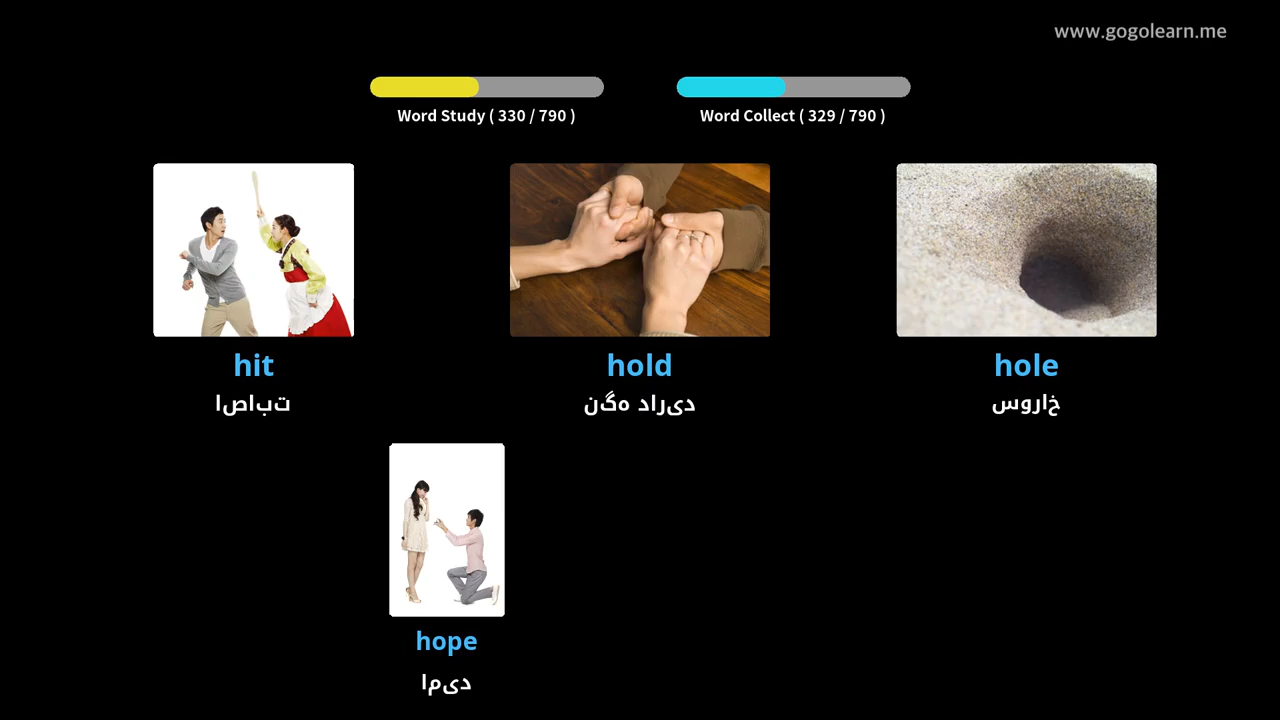 www.gogolearn.me
Word Study ( 330 / 790 )
Word Collect ( 329 / 790 )
hit
تباصا
hold
دیراد هگن
hole
خاروس
hope
دیما